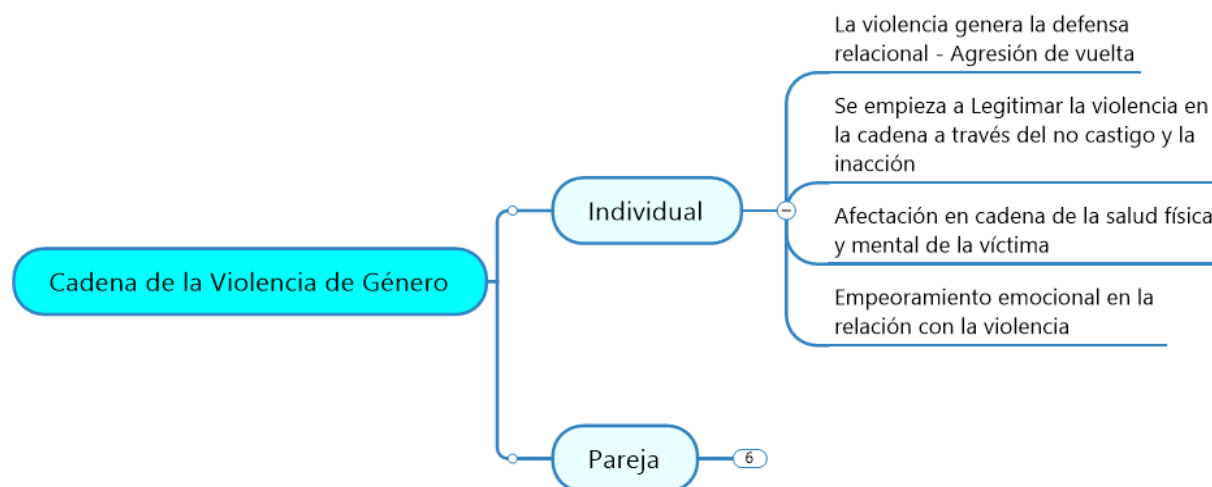 La violencia genera la defensa
relacional - Agresión de vuelta
Se empieza a Legitimar la violencia en
la cadena a través del no castigo y la
inacción
Individual
Afectación en cadena de la salud física
y mental de la víctima
Cadena de la Violencia de Género
Empeoramiento emocional en la
relación con la violencia
Pareja
6